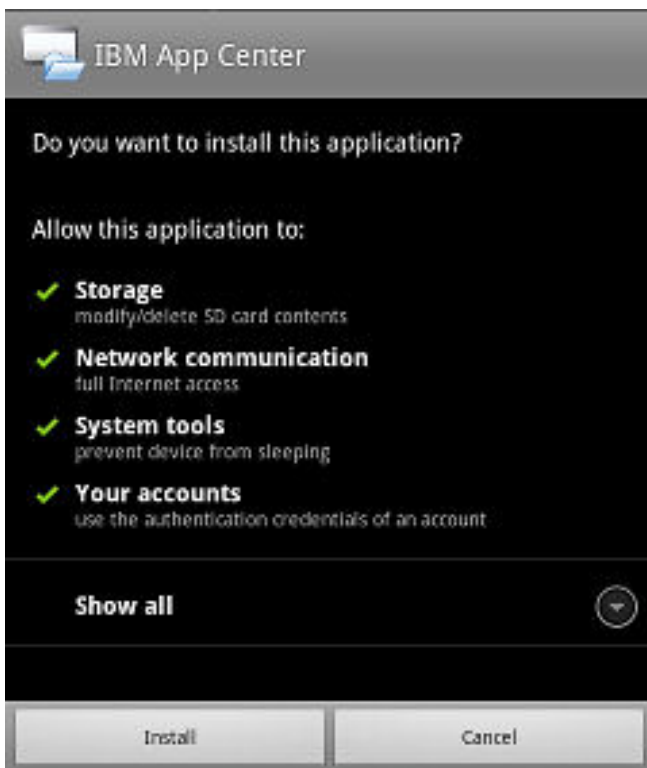 IBM App Center
Do you want to install this application?
Allow this application to:
Storage
modify/delete SD card contents
Network communication
full Internet access
System tools
prevent device from sleeping
Your accounts
use the authentication credentials of an account
Show all
Install Cancel